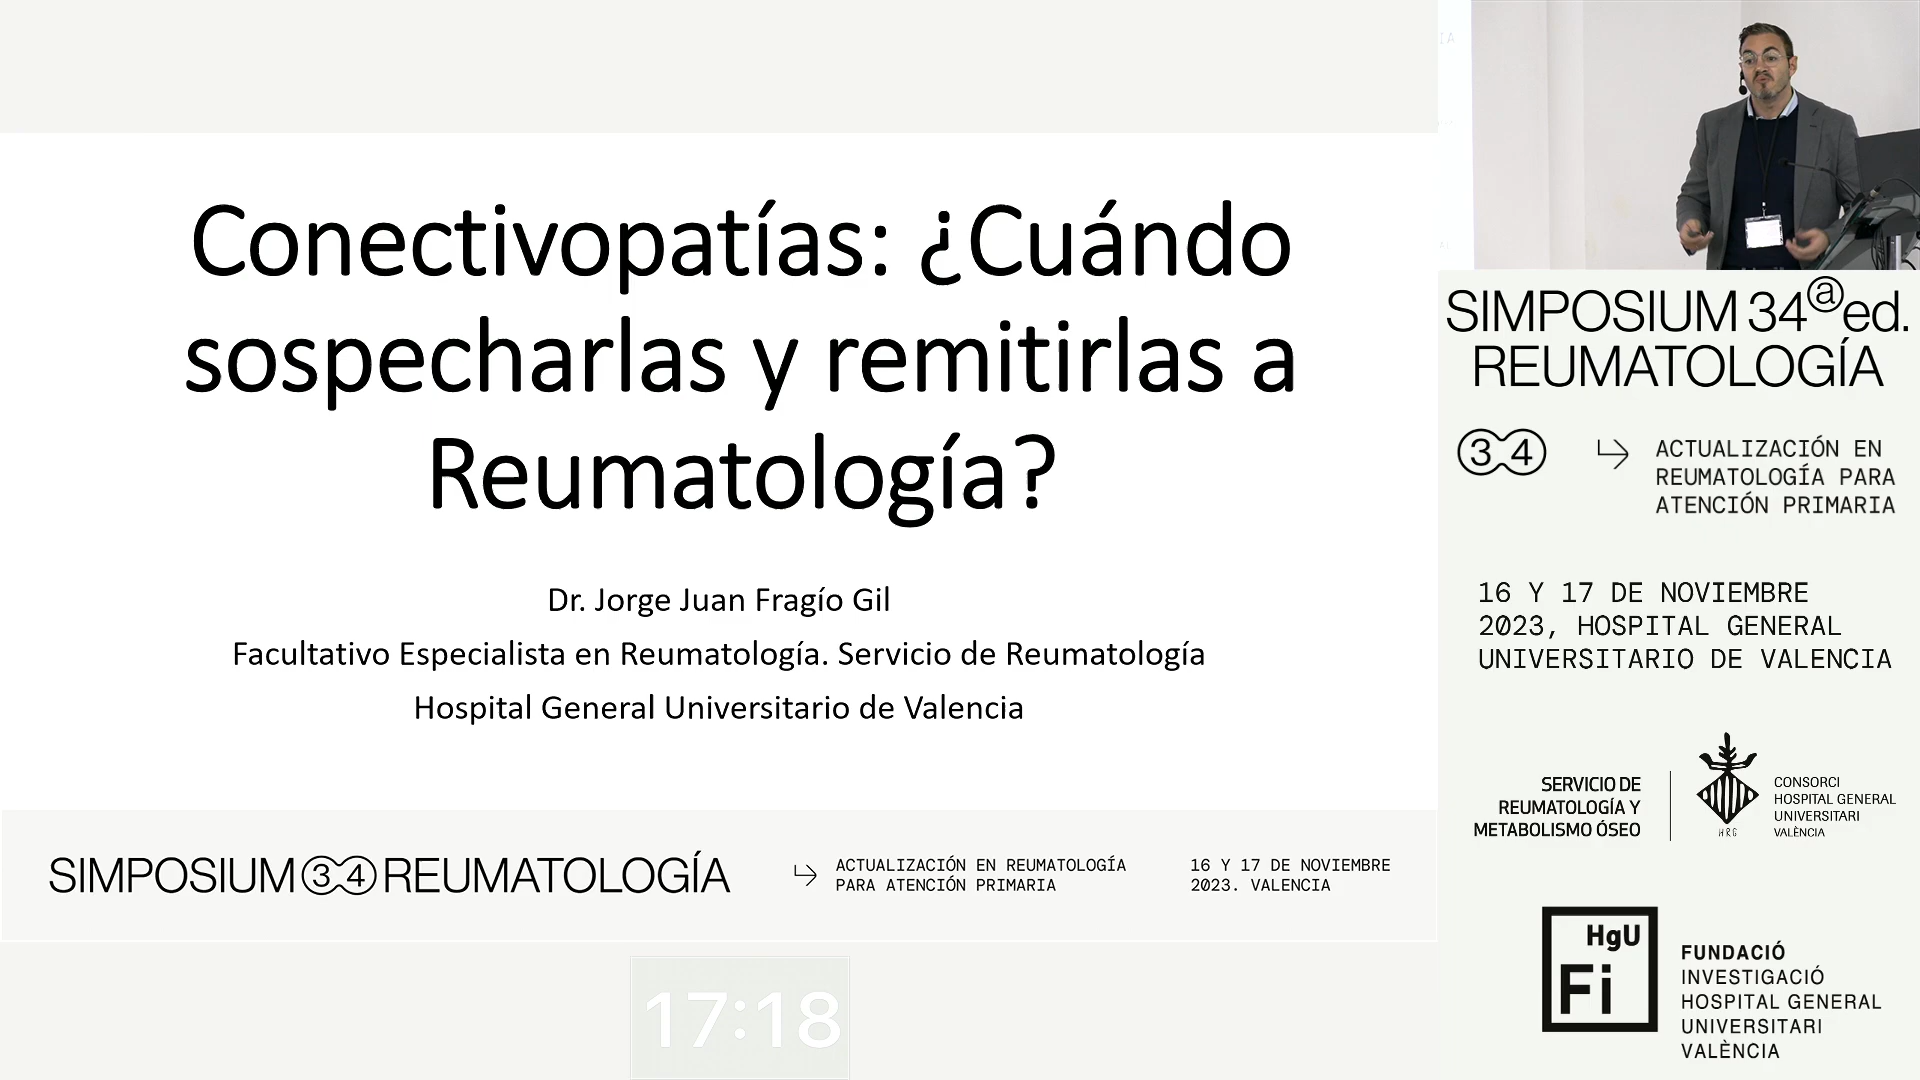 Conectivopatías: ¿Cuándo
sospecharlas y remitirlas a
Reumatología?
Dr. Jorge Juan Fragío Gil
Facultativo Especialista en Reumatología. Servicio de Reumatología
Hospital General Universitario de Valencia
SIMPOSIUM 34 REUMATOLOGÍA
ACTUALIZACIÓN EN REUMATOLOGÍA
PARA ATENCIÓN PRIMARIA
16 Y 17 DE NOVIEMBRE
2023. VALENCIA
17:18
SIMPOSIUM 34ª ed.
REUMATOLOGÍA
34
ACTUALIZACIÓN EN
REUMATOLOGÍA PARA
ATENCIÓN PRIMARIA
16 Y 17 DE NOVIEMBRE
2023, HOSPITAL GENERAL
UNIVERSITARIO DE VALENCIA
SERVICIO DE
REUMATOLOGÍA Y
METABOLISMO ÓSEO
HRG
CONSORCI
HOSPITAL GENERAL
UNIVERSITARI
VALÈNCIA
HgU
Fi
FUNDACIÓ
INVESTIGACIÓ
HOSPITAL GENERAL
UNIVERSITARI
VALÈNCIA